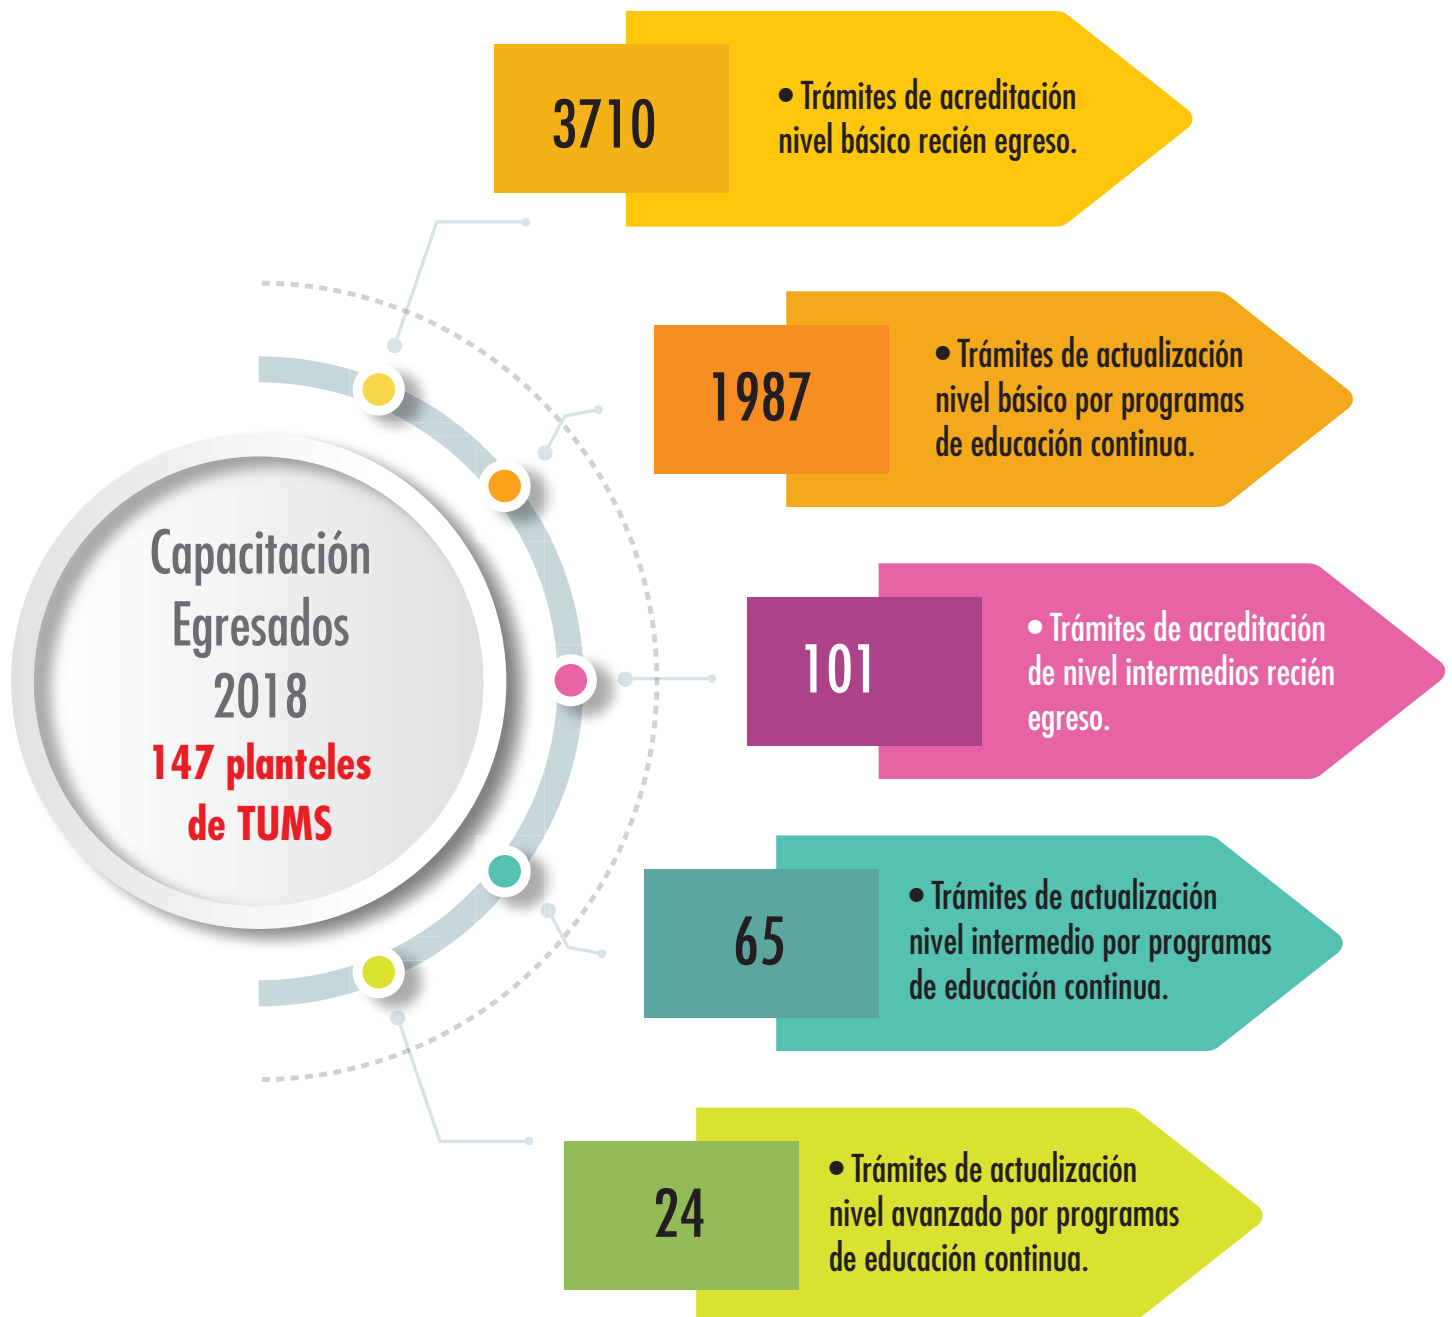 3710
• Trámites de acreditación
nivel básico recién egreso.
1987
• Trámites de actualización
nivel básico por programas
de educación continua.
Capacitación
Egresados
2018
147 planteles
de TUMS
101
• Trámites de acreditación
de nivel intermedios recién
egreso.
65
• Trámites de actualización
nivel intermedio por programas
de educación continua.
24
• Trámites de actualización
nivel avanzado por programas
de educación continua.